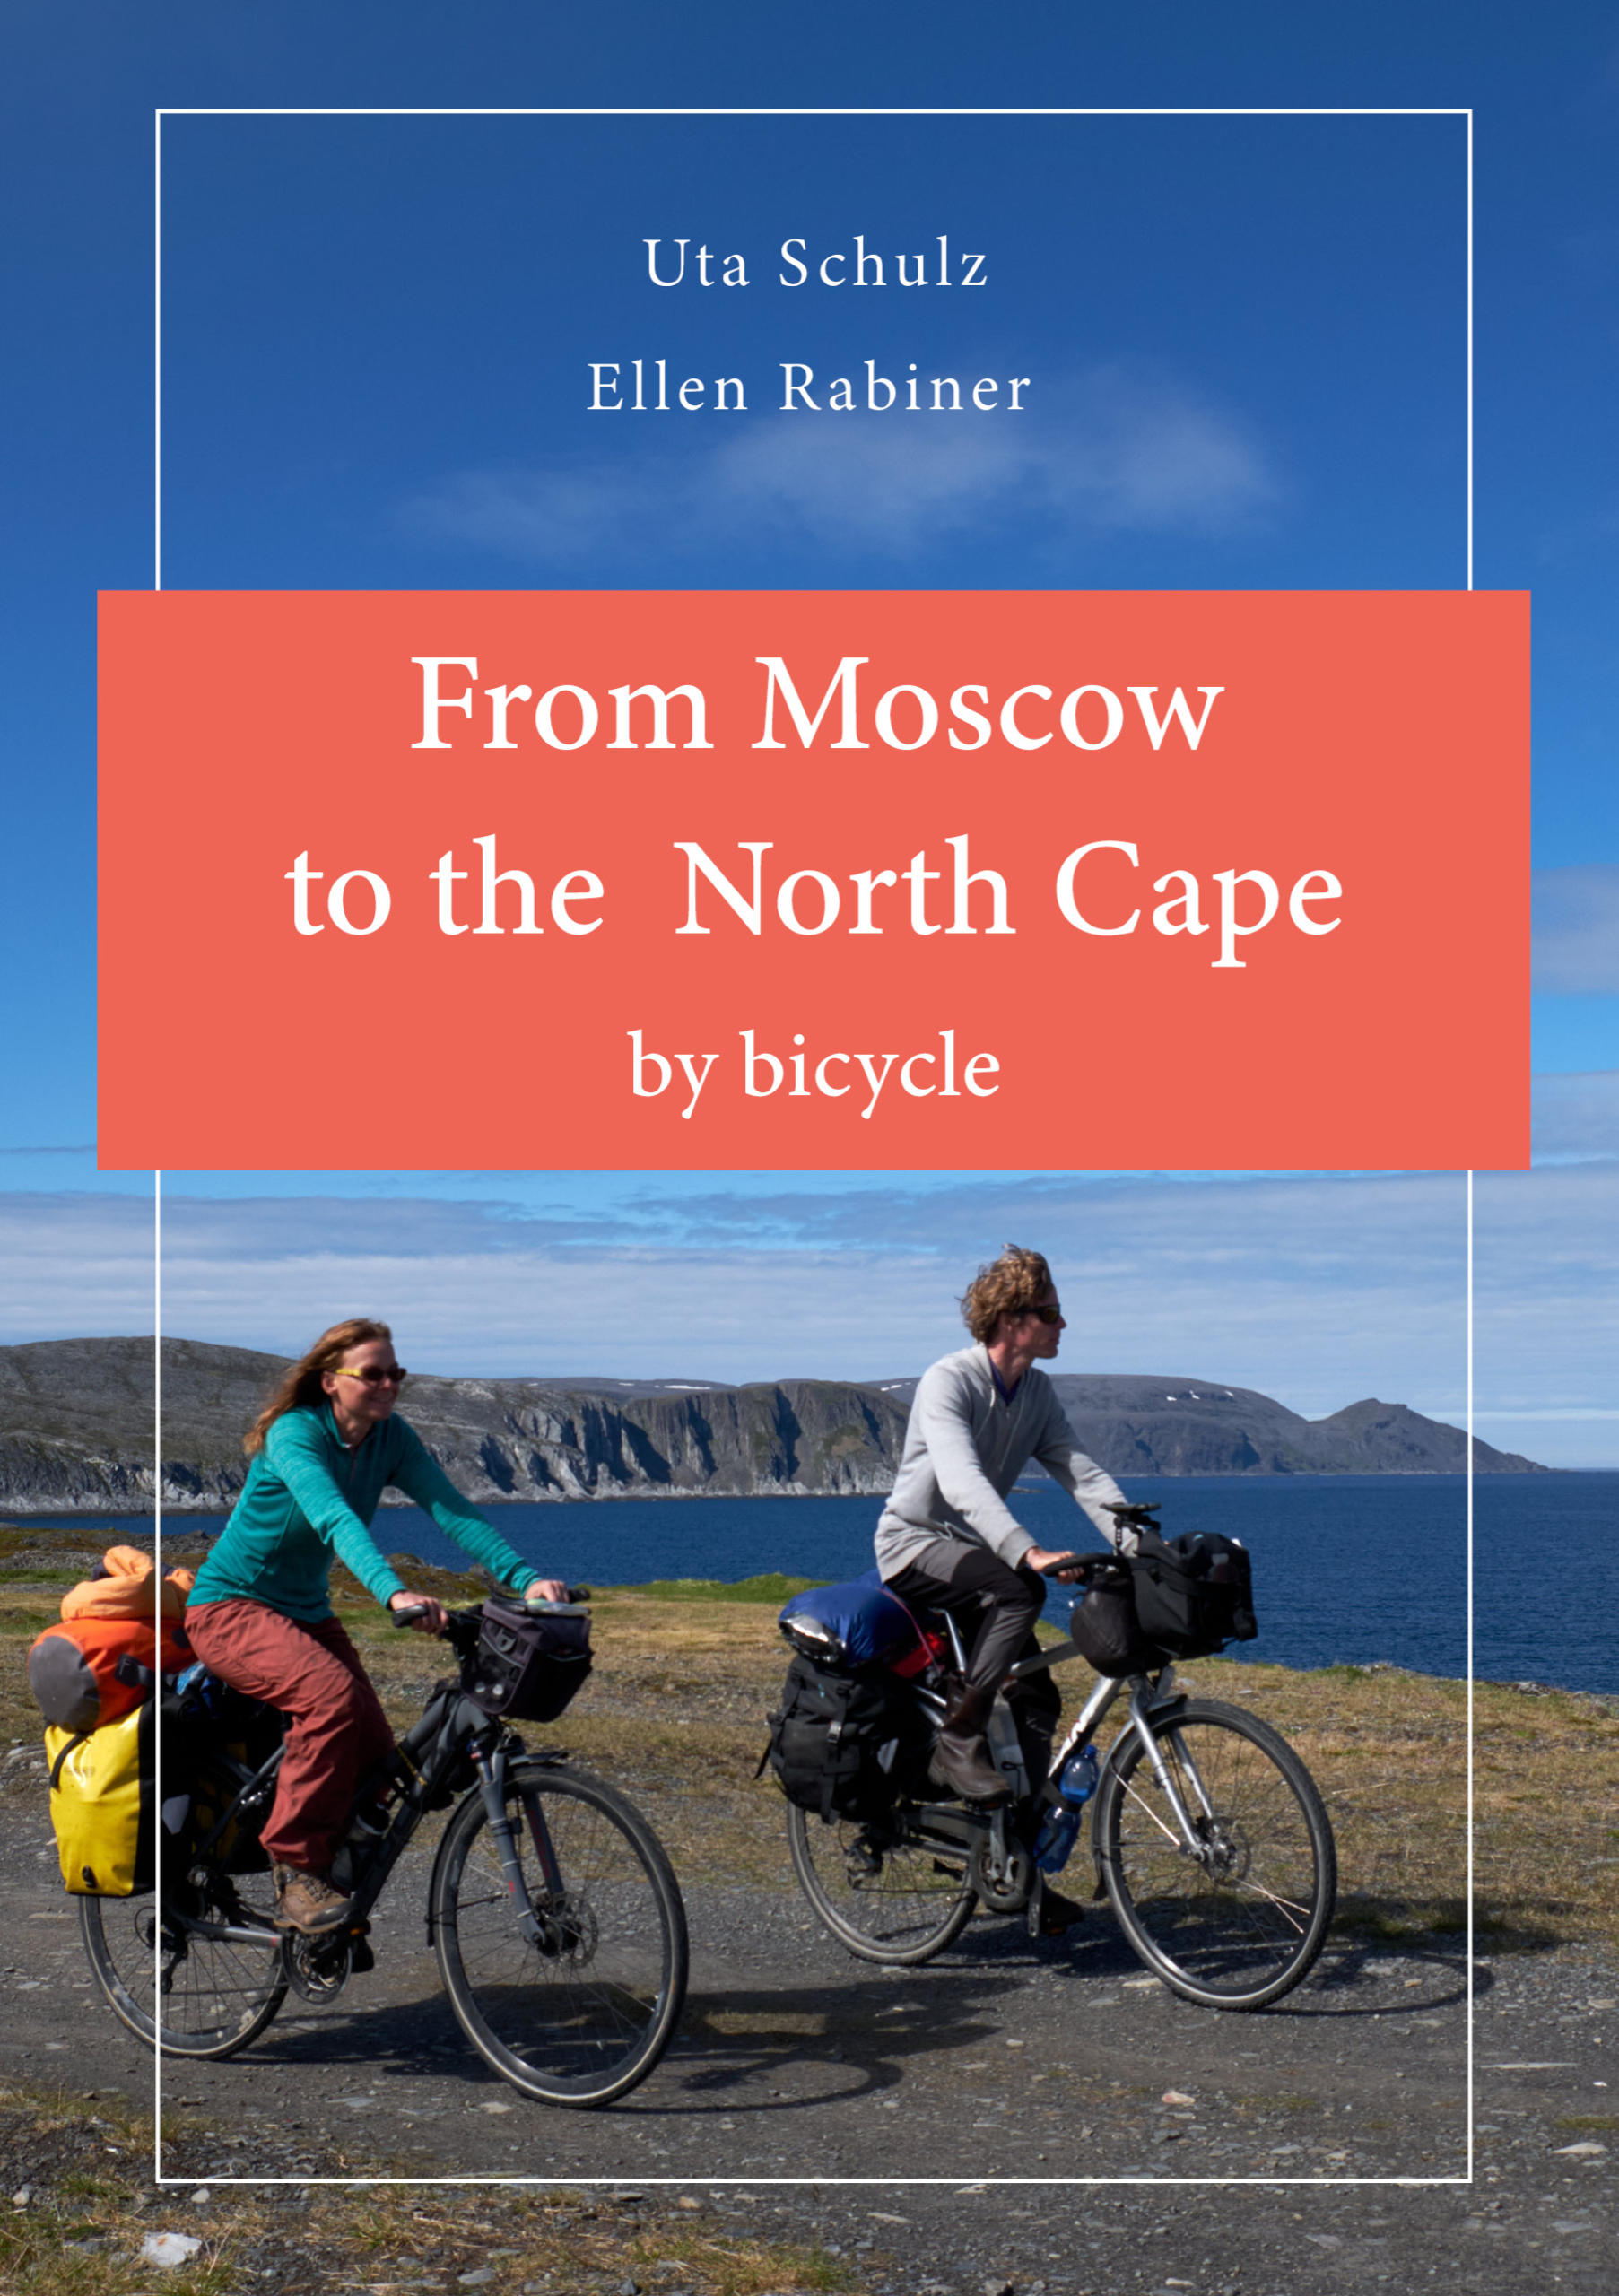 Uta Schulz
Ellen Rabiner
From Moscow
to the North Cape
by bicycle